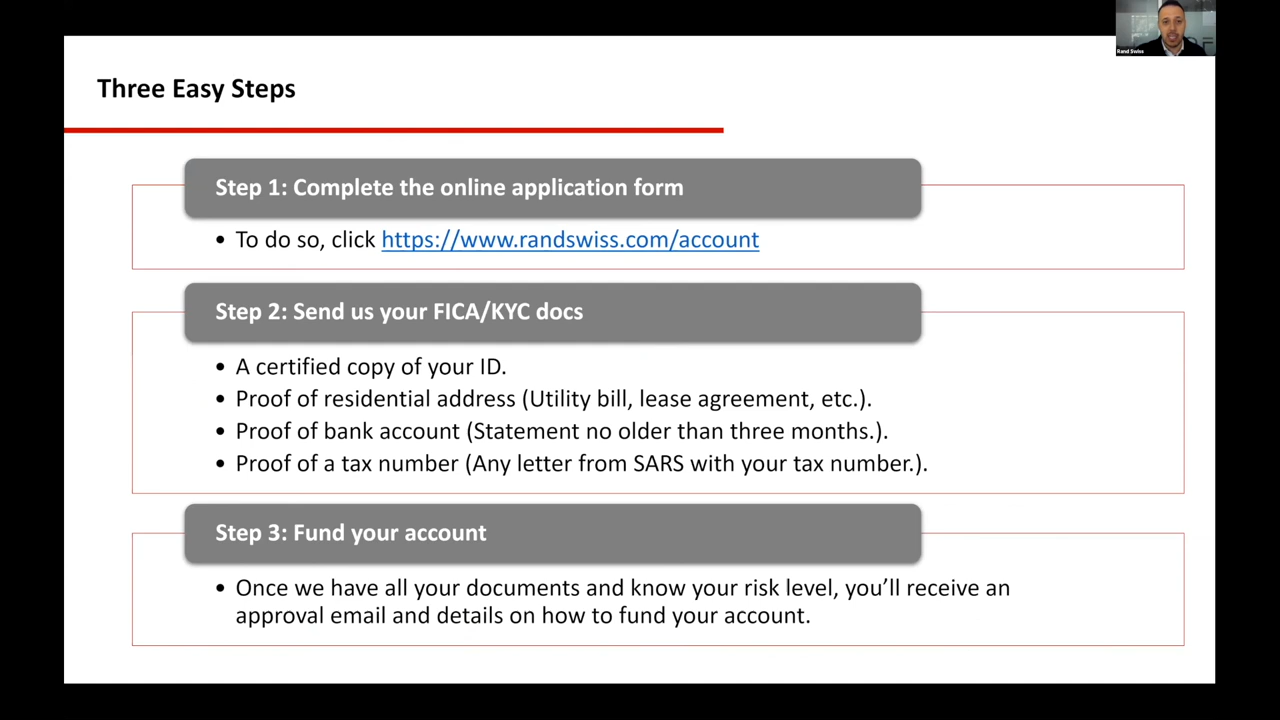 Rand Swiss
Three Easy Steps
Step 1: Complete the online application form
• To do so, click https://www.randswiss.com/account
Step 2: Send us your FICA/KYC docs
• A certified copy of your ID.
• Proof of residential address (Utility bill, lease agreement, etc.).
• Proof of bank account (Statement no older than three months.).
• Proof of a tax number (Any letter from SARS with your tax number.).
Step 3: Fund your account
• Once we have all your documents and know your risk level, you’ll receive an
approval email and details on how to fund your account.